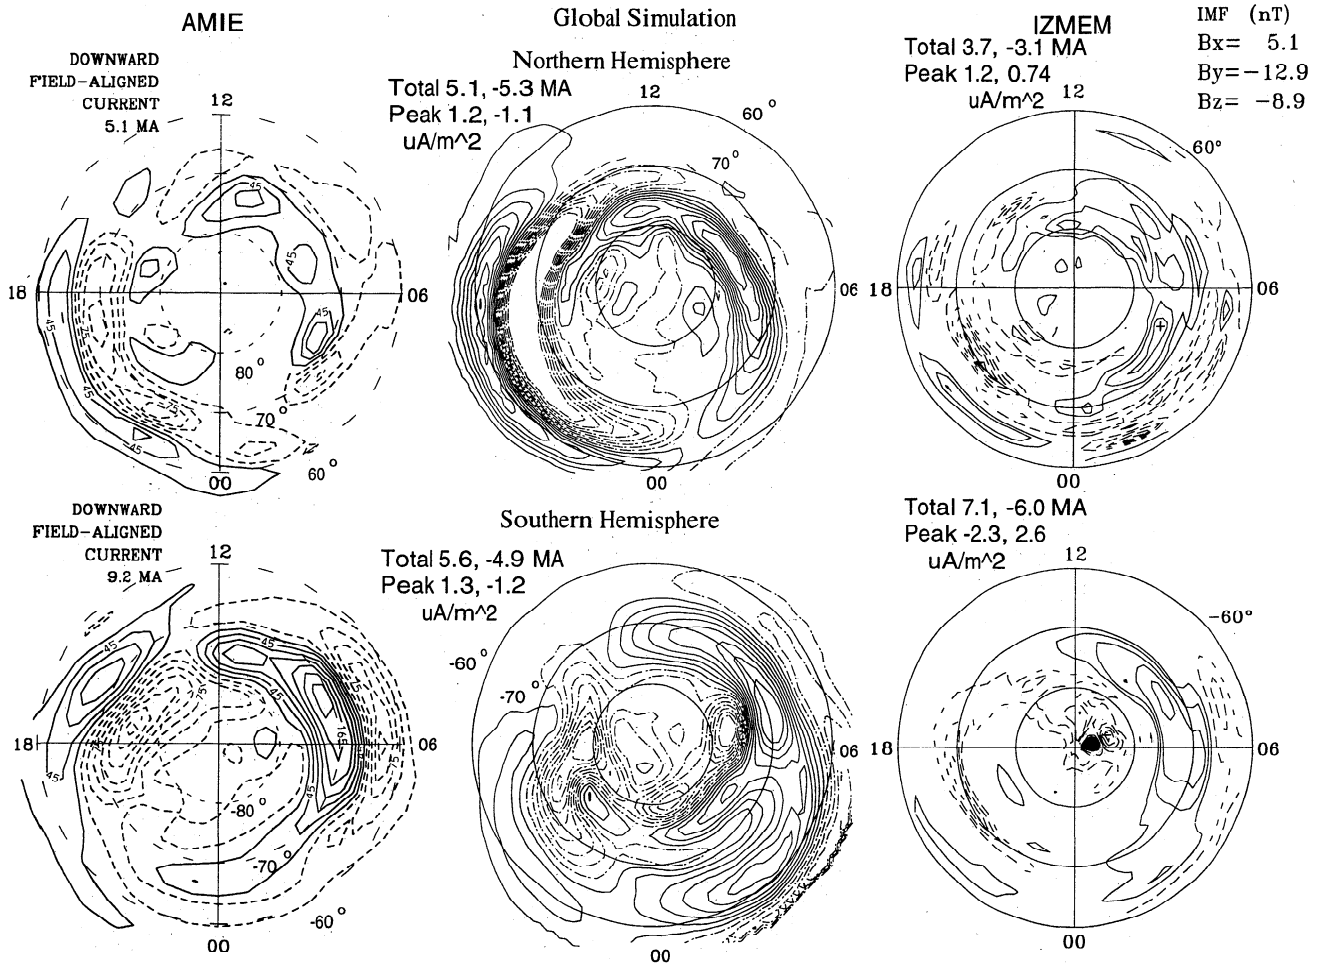 AMIE
Global Simulation
IZMEM
IMF (nT)
Bx= 5.1
By=-12.9
Bz= -8.9
DOWNWARD
FIELD-ALIGNED
CURRENT
5.1 MA
Northern Hemisphere
Total 5.1, -5.3 MA
Peak 1.2, -1.1
uA/m^2
Total 3.7, -3.1 MA
Peak 1.2, 0.74
uA/m^2
12
12
12
60°
60°
70°
45
45
45
45
45
45
18
06
06
18
06
80°
70°
60°
00
00
00
DOWNWARD
FIELD-ALIGNED
CURRENT
9.2 MA
Southern Hemisphere
Total 5.6, -4.9 MA
Peak 1.3, -1.2
uA/m^2
Total 7.1, -6.0 MA
Peak -2.3, 2.6
uA/m^2
12
12
-60°
-60°
-70°
45
45
45
45
18
06
06
18
06
-80°
-70°
-60°
00
00
00